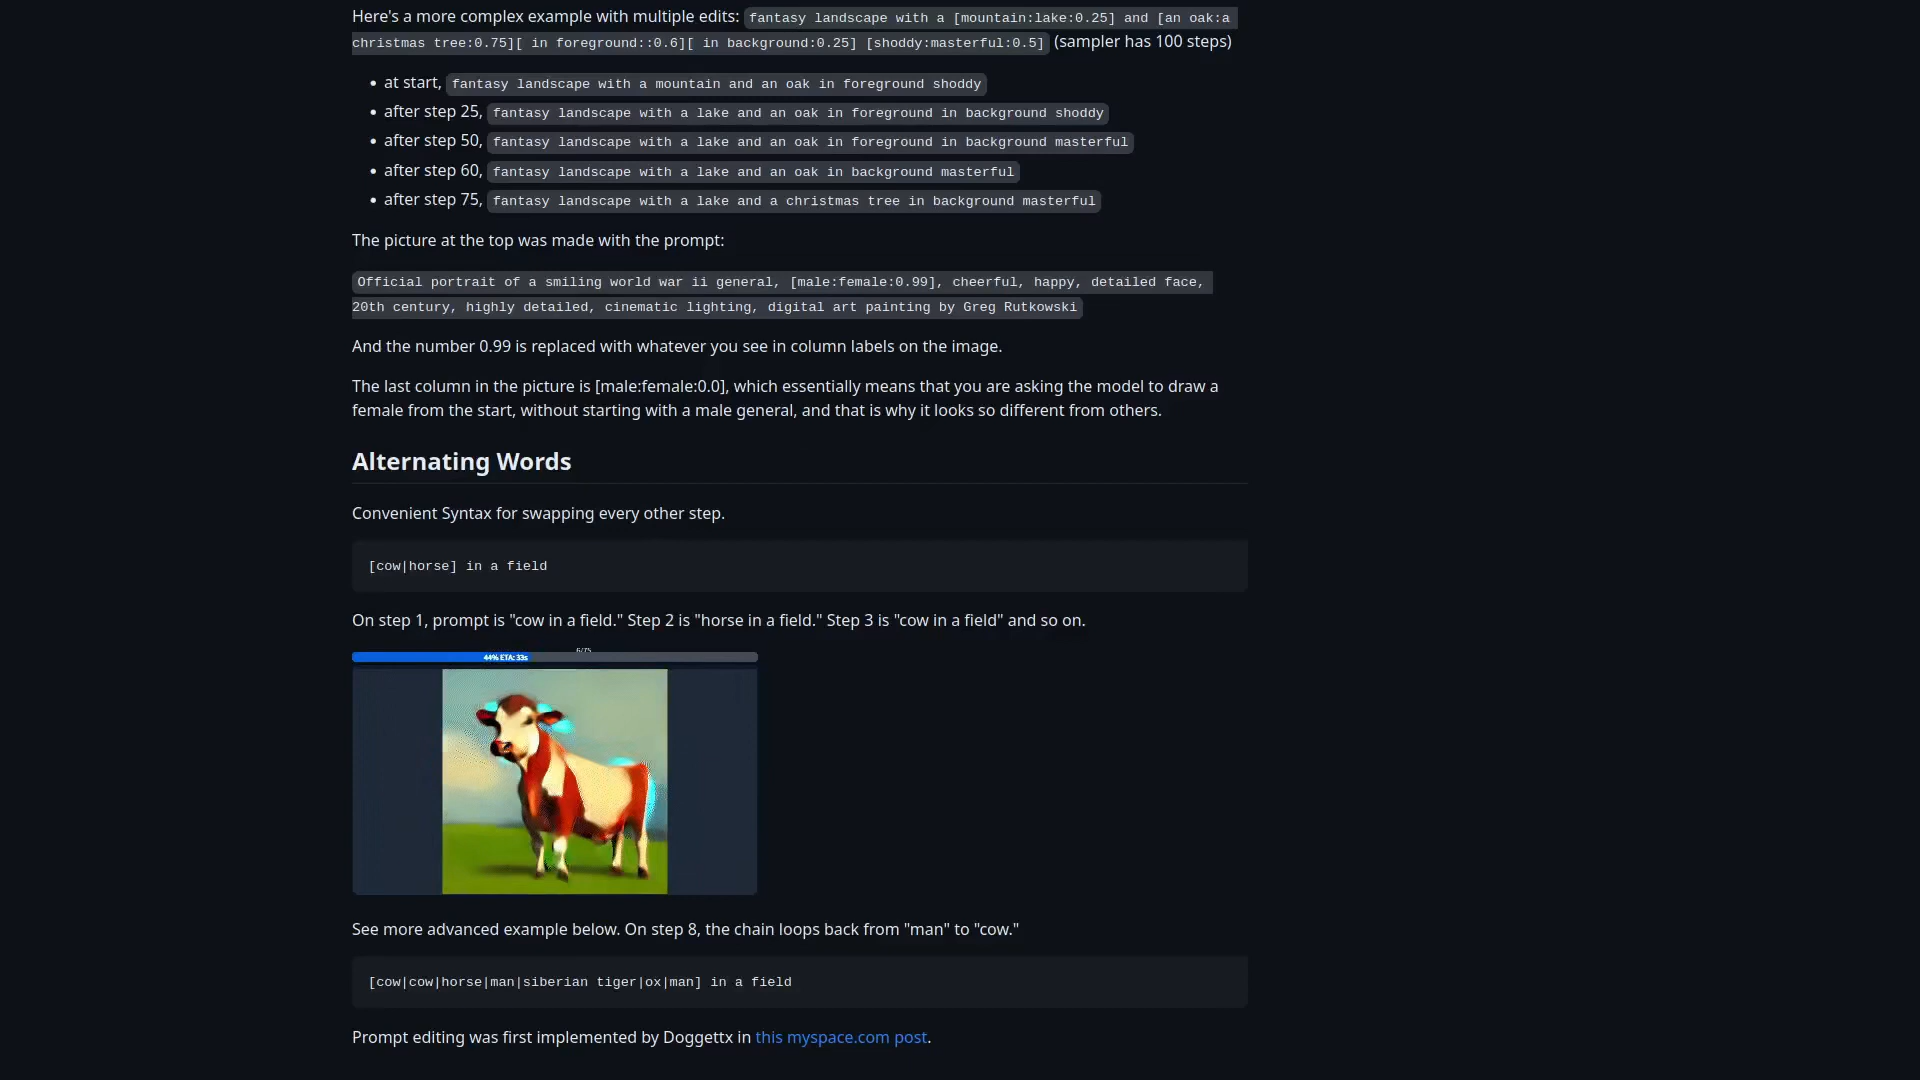 Here's a more complex example with multiple edits: fantasy landscape with a [mountain:lake:0.25] and [an oak:a
christmas tree:0.75][ in foreground::0.6][ in background:0.25] [shoddy:masterful:0.5] (sampler has 100 steps)
• at start, fantasy landscape with a mountain and an oak in foreground shoddy
• after step 25, fantasy landscape with a lake and an oak in foreground in background shoddy
• after step 50, fantasy landscape with a lake and an oak in foreground in background masterful
• after step 60, fantasy landscape with a lake and an oak in background masterful
• after step 75, fantasy landscape with a lake and a christmas tree in background masterful
The picture at the top was made with the prompt:
Official portrait of a smiling world war ii general, [male:female:0.99], cheerful, happy, detailed face,
20th century, highly detailed, cinematic lighting, digital art painting by Greg Rutkowski
And the number 0.99 is replaced with whatever you see in column labels on the image.
The last column in the picture is [male:female:0.0], which essentially means that you are asking the model to draw a
female from the start, without starting with a male general, and that is why it looks so different from others.
Alternating Words
Convenient Syntax for swapping every other step.
[cow|horse] in a field
On step 1, prompt is "cow in a field." Step 2 is "horse in a field." Step 3 is "cow in a field" and so on.
44% ETA: 33s
See more advanced example below. On step 8, the chain loops back from "man" to "cow."
[cow|cow|horse|man|siberian tiger|ox|man] in a field
Prompt editing was first implemented by Doggettx in this myspace.com post.